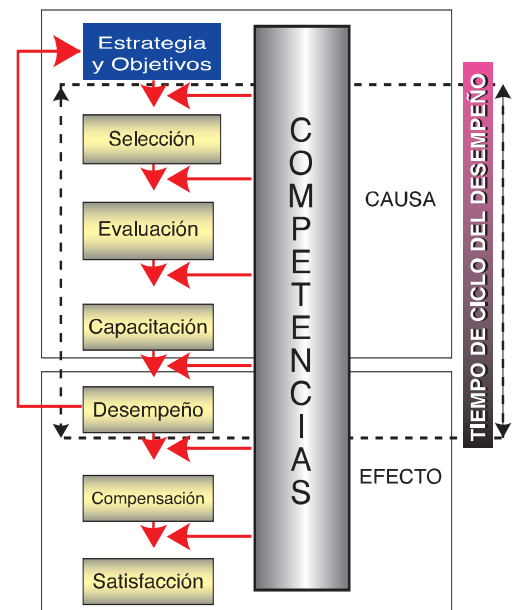 Estrategia
y Objetivos
Selección
Evaluación
Capacitación
Desempeño
Compensación
Satisfacción
COMPETENCIAS
CAUSA
EFECTO
TIEMPO DE CICLO DEL DESEMPEÑO